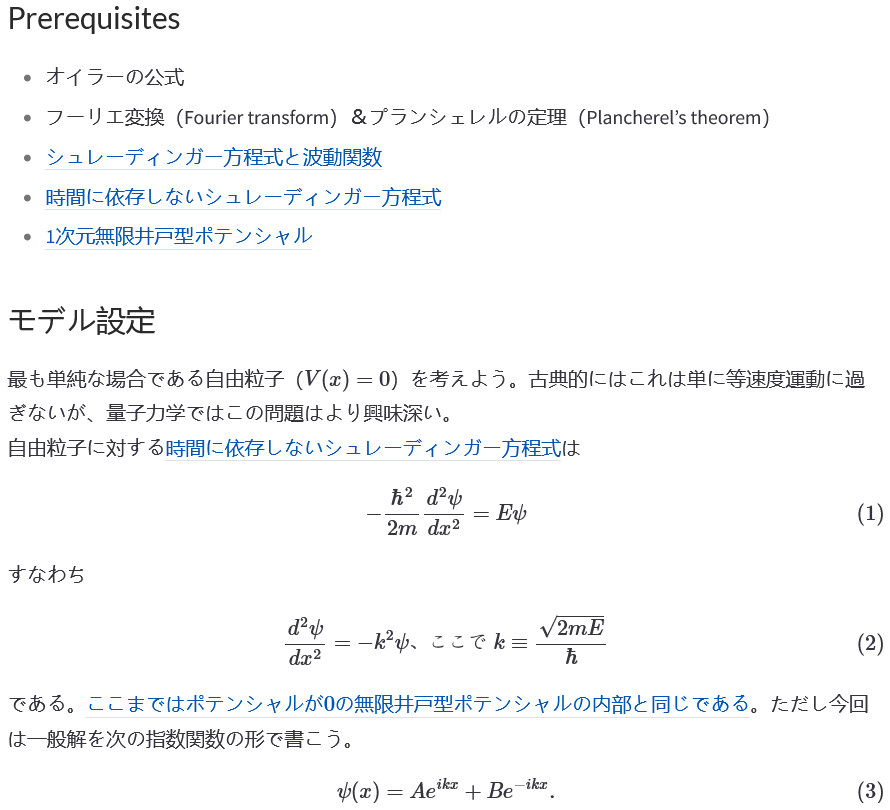 Prerequisites
• オイラーの公式
• フーリエ変換（Fourier transform）＆プランシェレルの定理（Plancherel’s theorem）
• シュレーディンガー方程式と波動関数
• 時間に依存しないシュレーディンガー方程式
• 1次元無限井戸型ポテンシャル
モデル設定
最も単純な場合である自由粒子（V(x) = 0）を考えよう。古典的にはこれは単に等速度運動に過
ぎないが、量子力学ではこの問題はより興味深い。
自由粒子に対する時間に依存しないシュレーディンガー方程式は
$-\frac{\hbar^2}{2m}\frac{d^2\psi}{dx^2} = E\psi$ (1)
すなわち
$\frac{d^2\psi}{dx^2} = -k^2\psi$、ここで $k \equiv \frac{\sqrt{2mE}}{\hbar}$ (2)
である。ここまではポテンシャルが0の無限井戸型ポテンシャルの内部と同じである。ただし今回
は一般解を次の指数関数の形で書こう。
$\psi(x) = Ae^{ikx} + Be^{-ikx}.$ (3)